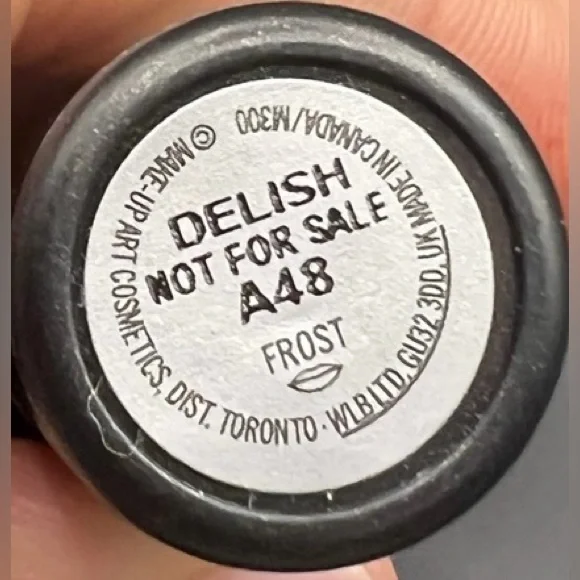 DELISH
NOT FOR SALE
A48
FROST
© MAKE-UP ART COSMETICS, DIST. TORONTO · WLB LTD, GU32 3DD, UK MADE IN CANADA/M300